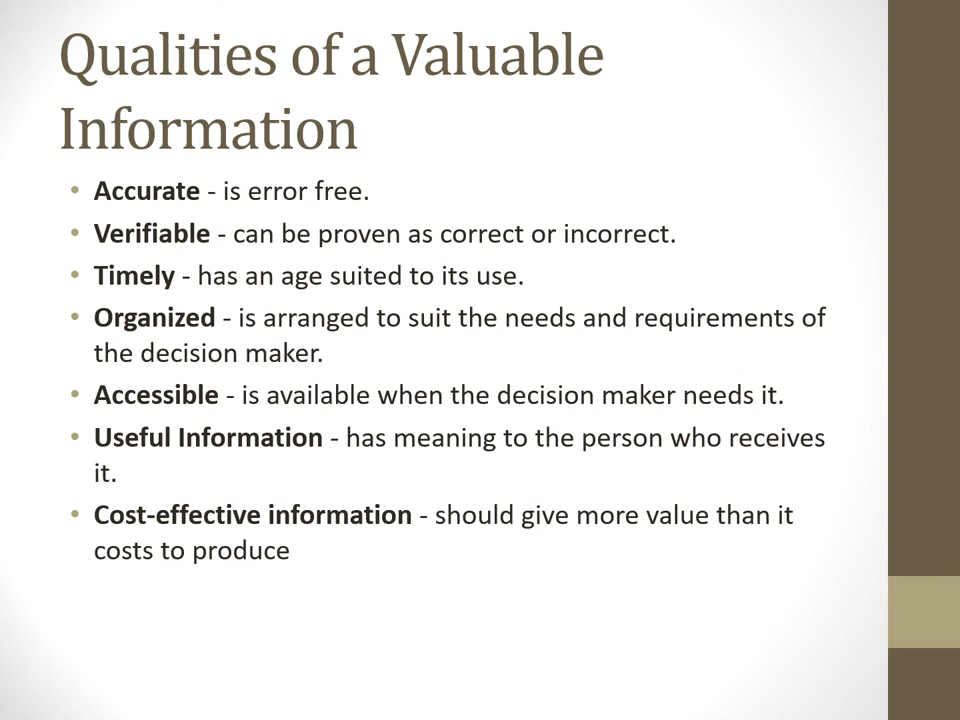 Qualities of a Valuable
Information
• Accurate - is error free.
• Verifiable - can be proven as correct or incorrect.
• Timely - has an age suited to its use.
• Organized - is arranged to suit the needs and requirements of
the decision maker.
• Accessible - is available when the decision maker needs it.
• Useful Information - has meaning to the person who receives
it.
• Cost-effective information - should give more value than it
costs to produce